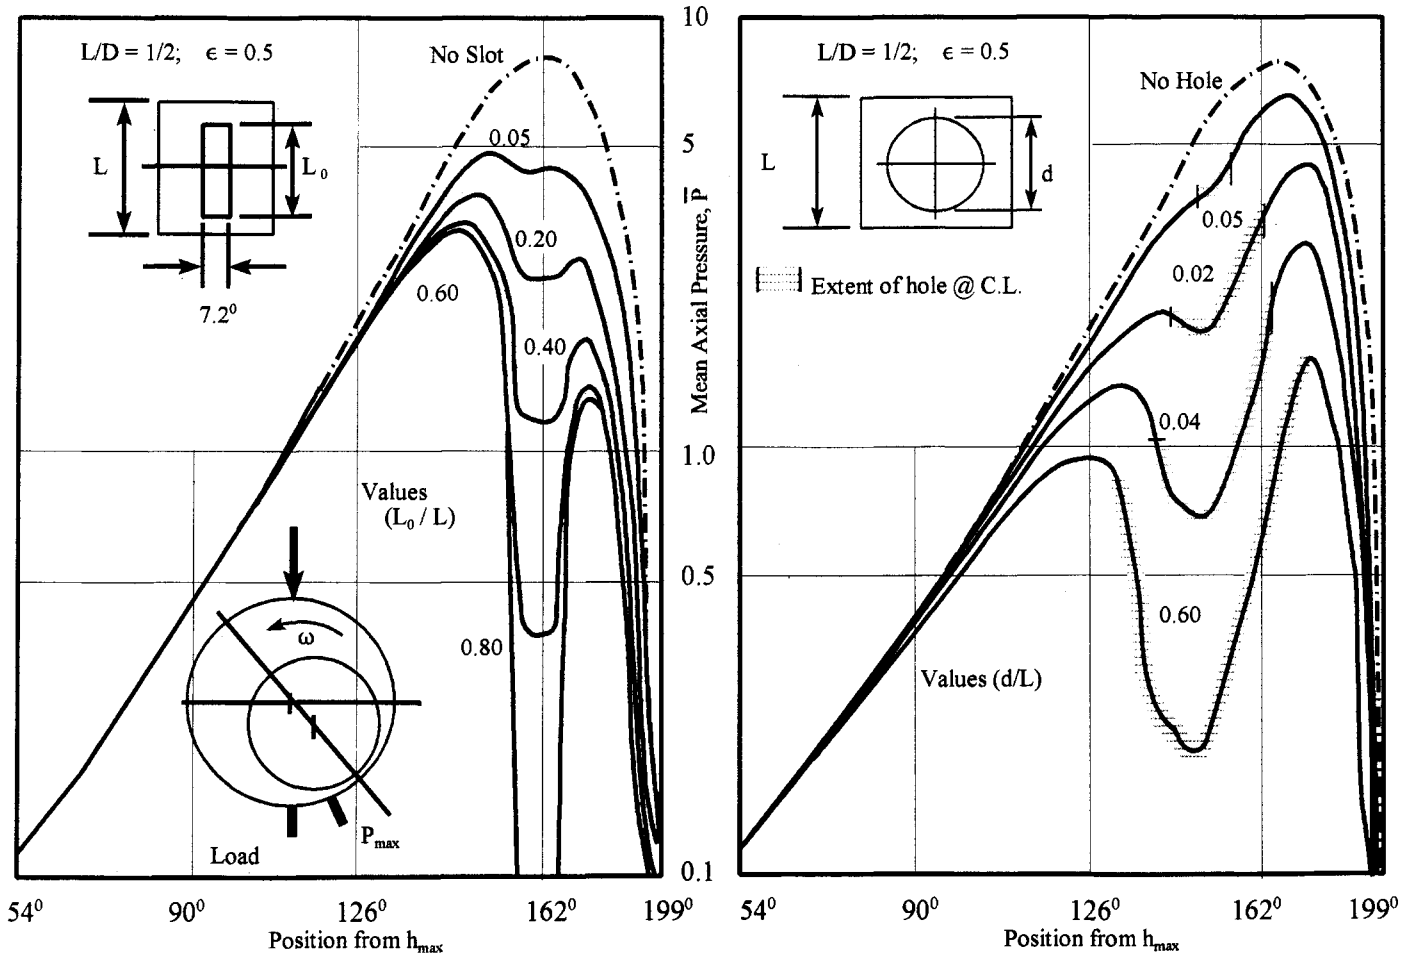 L/D = 1/2; ϵ = 0.5
No Slot
L
L₀
7.2⁰
0.05
0.20
0.60
0.40
0.80
Values
(L₀ / L)
ω
Load
Pmax
54⁰
90⁰
126⁰
162⁰
199⁰
Position from hmax
10
5
1.0
0.5
0.1
Mean Axial Pressure, P̅
L/D = 1/2; ϵ = 0.5
No Hole
L
d
Extent of hole @ C.L.
0.05
0.02
0.04
0.60
Values (d/L)
54⁰
90⁰
126⁰
162⁰
199⁰
Position from hmax